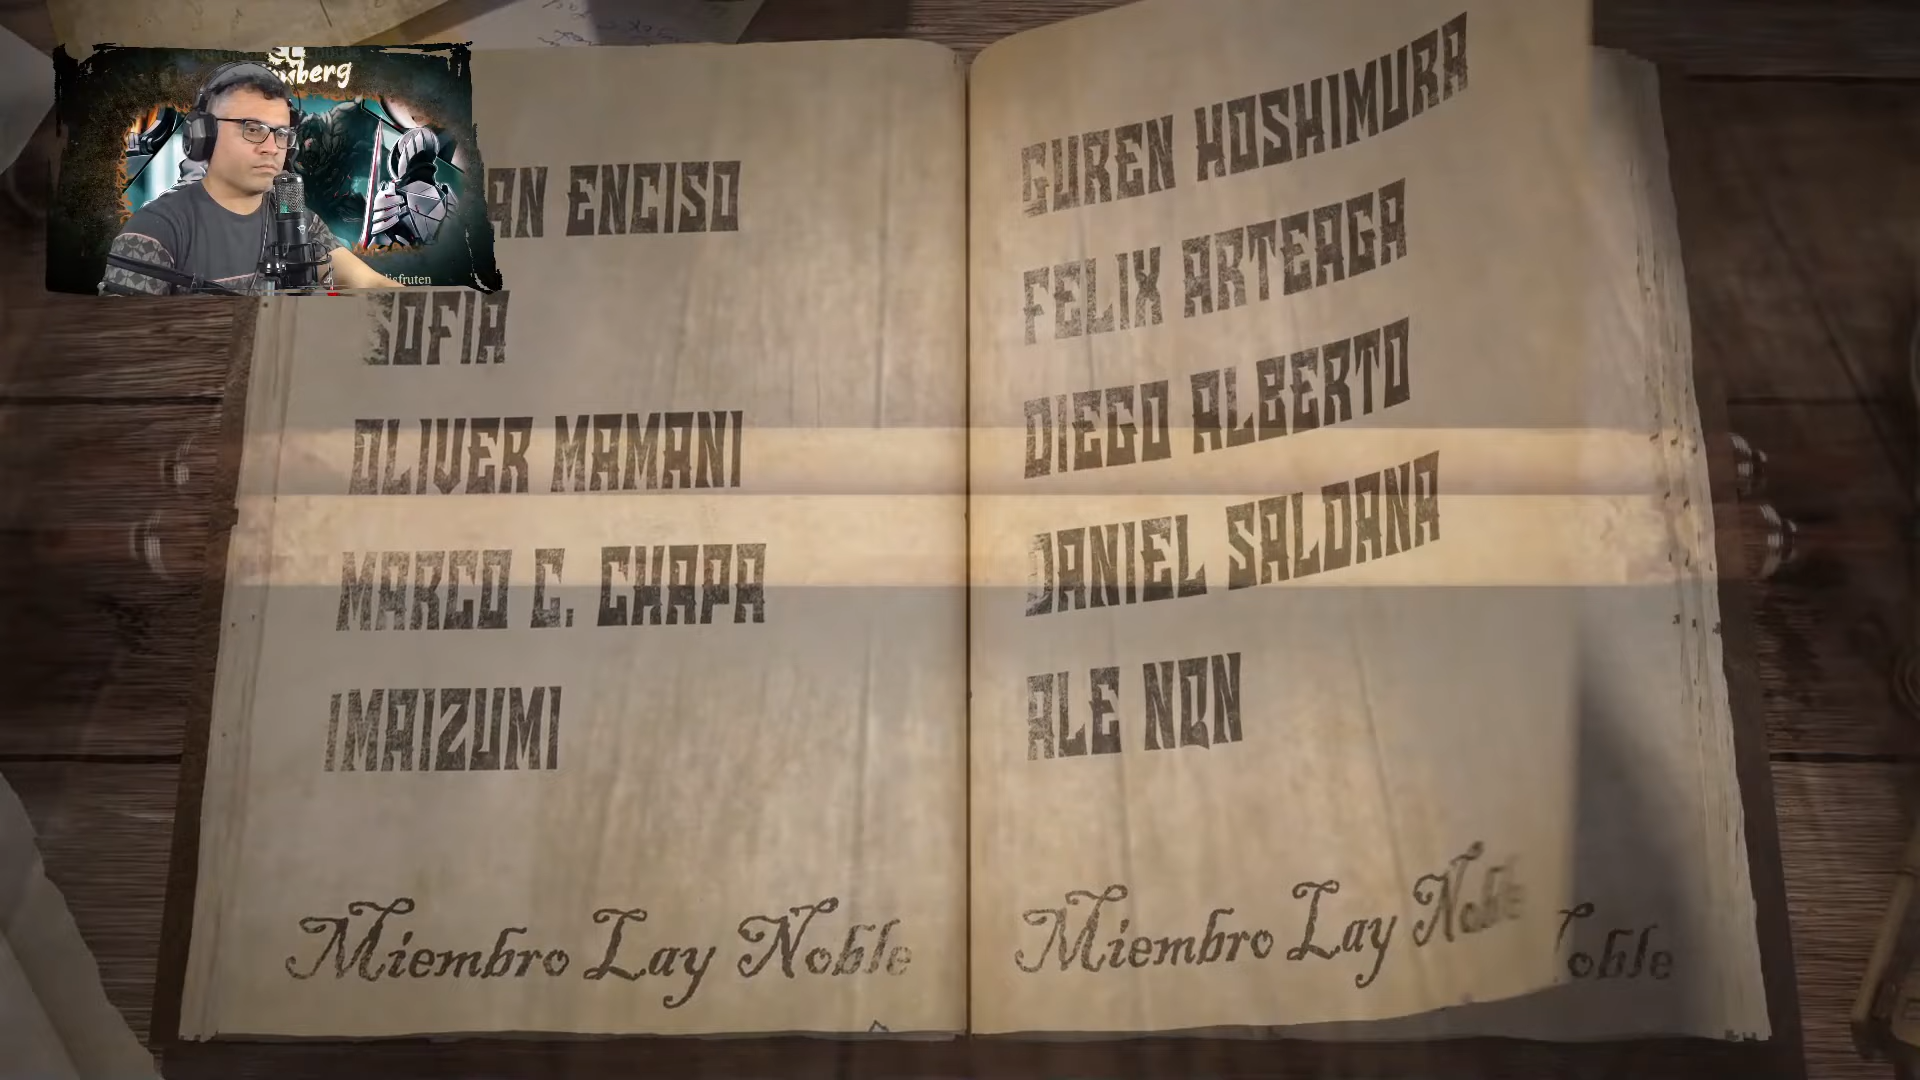 AN ENCISO
SOFIA
OLIVER MAMANI
MARCO C. CHAPA
IMAIZUMI
Miembro Lay Noble
GUREN HOSHIMURA
FELIX ARTEAGA
DIEGO ALBERTO
DANIEL SALDANA
ALE NQN
Miembro Lay Noble
Noble